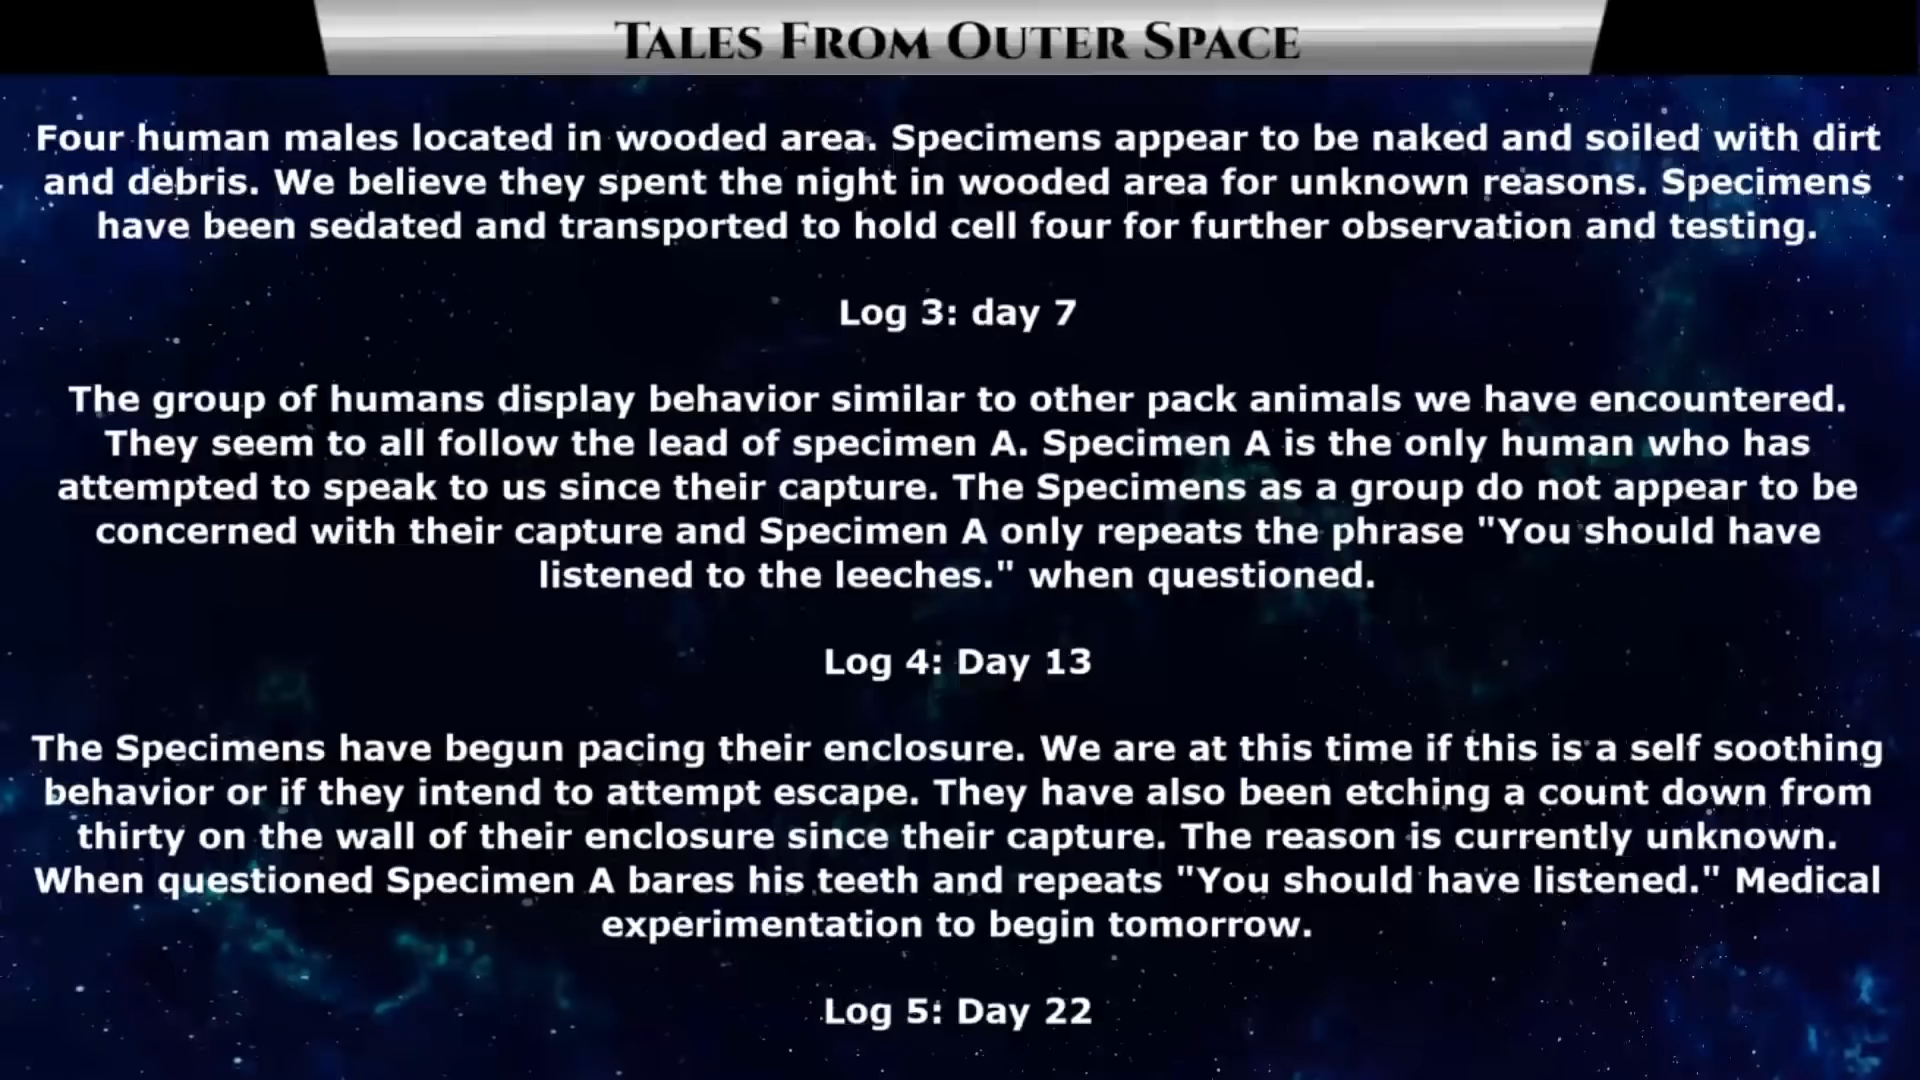 Tales From Outer Space
Four human males located in wooded area. Specimens appear to be naked and soiled with dirt
and debris. We believe they spent the night in wooded area for unknown reasons. Specimens
have been sedated and transported to hold cell four for further observation and testing.
Log 3: day 7
The group of humans display behavior similar to other pack animals we have encountered.
They seem to all follow the lead of specimen A. Specimen A is the only human who has
attempted to speak to us since their capture. The Specimens as a group do not appear to be
concerned with their capture and Specimen A only repeats the phrase "You should have
listened to the leeches." when questioned.
Log 4: Day 13
The Specimens have begun pacing their enclosure. We are at this time if this is a self soothing
behavior or if they intend to attempt escape. They have also been etching a count down from
thirty on the wall of their enclosure since their capture. The reason is currently unknown.
When questioned Specimen A bares his teeth and repeats "You should have listened." Medical
experimentation to begin tomorrow.
Log 5: Day 22